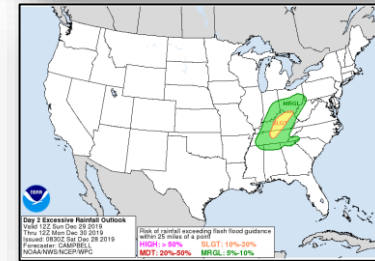 MRGL
SLGT
NOAA
Day 2 Excessive Rainfall Outlook
Valid 12Z Sun Dec 29 2019
Thru 12Z Mon Dec 30 2019
Issued: 0830Z Sat Dec 28 2019
Forecaster: CAMPBELL
NOAA/NWS/NCEP/WPC
Risk of rainfall exceeding flash flood guidance
within 25 miles of a point
HIGH: > 50% SLGT: 10%-20%
MDT: 20%-50% MRGL: 5%-10%